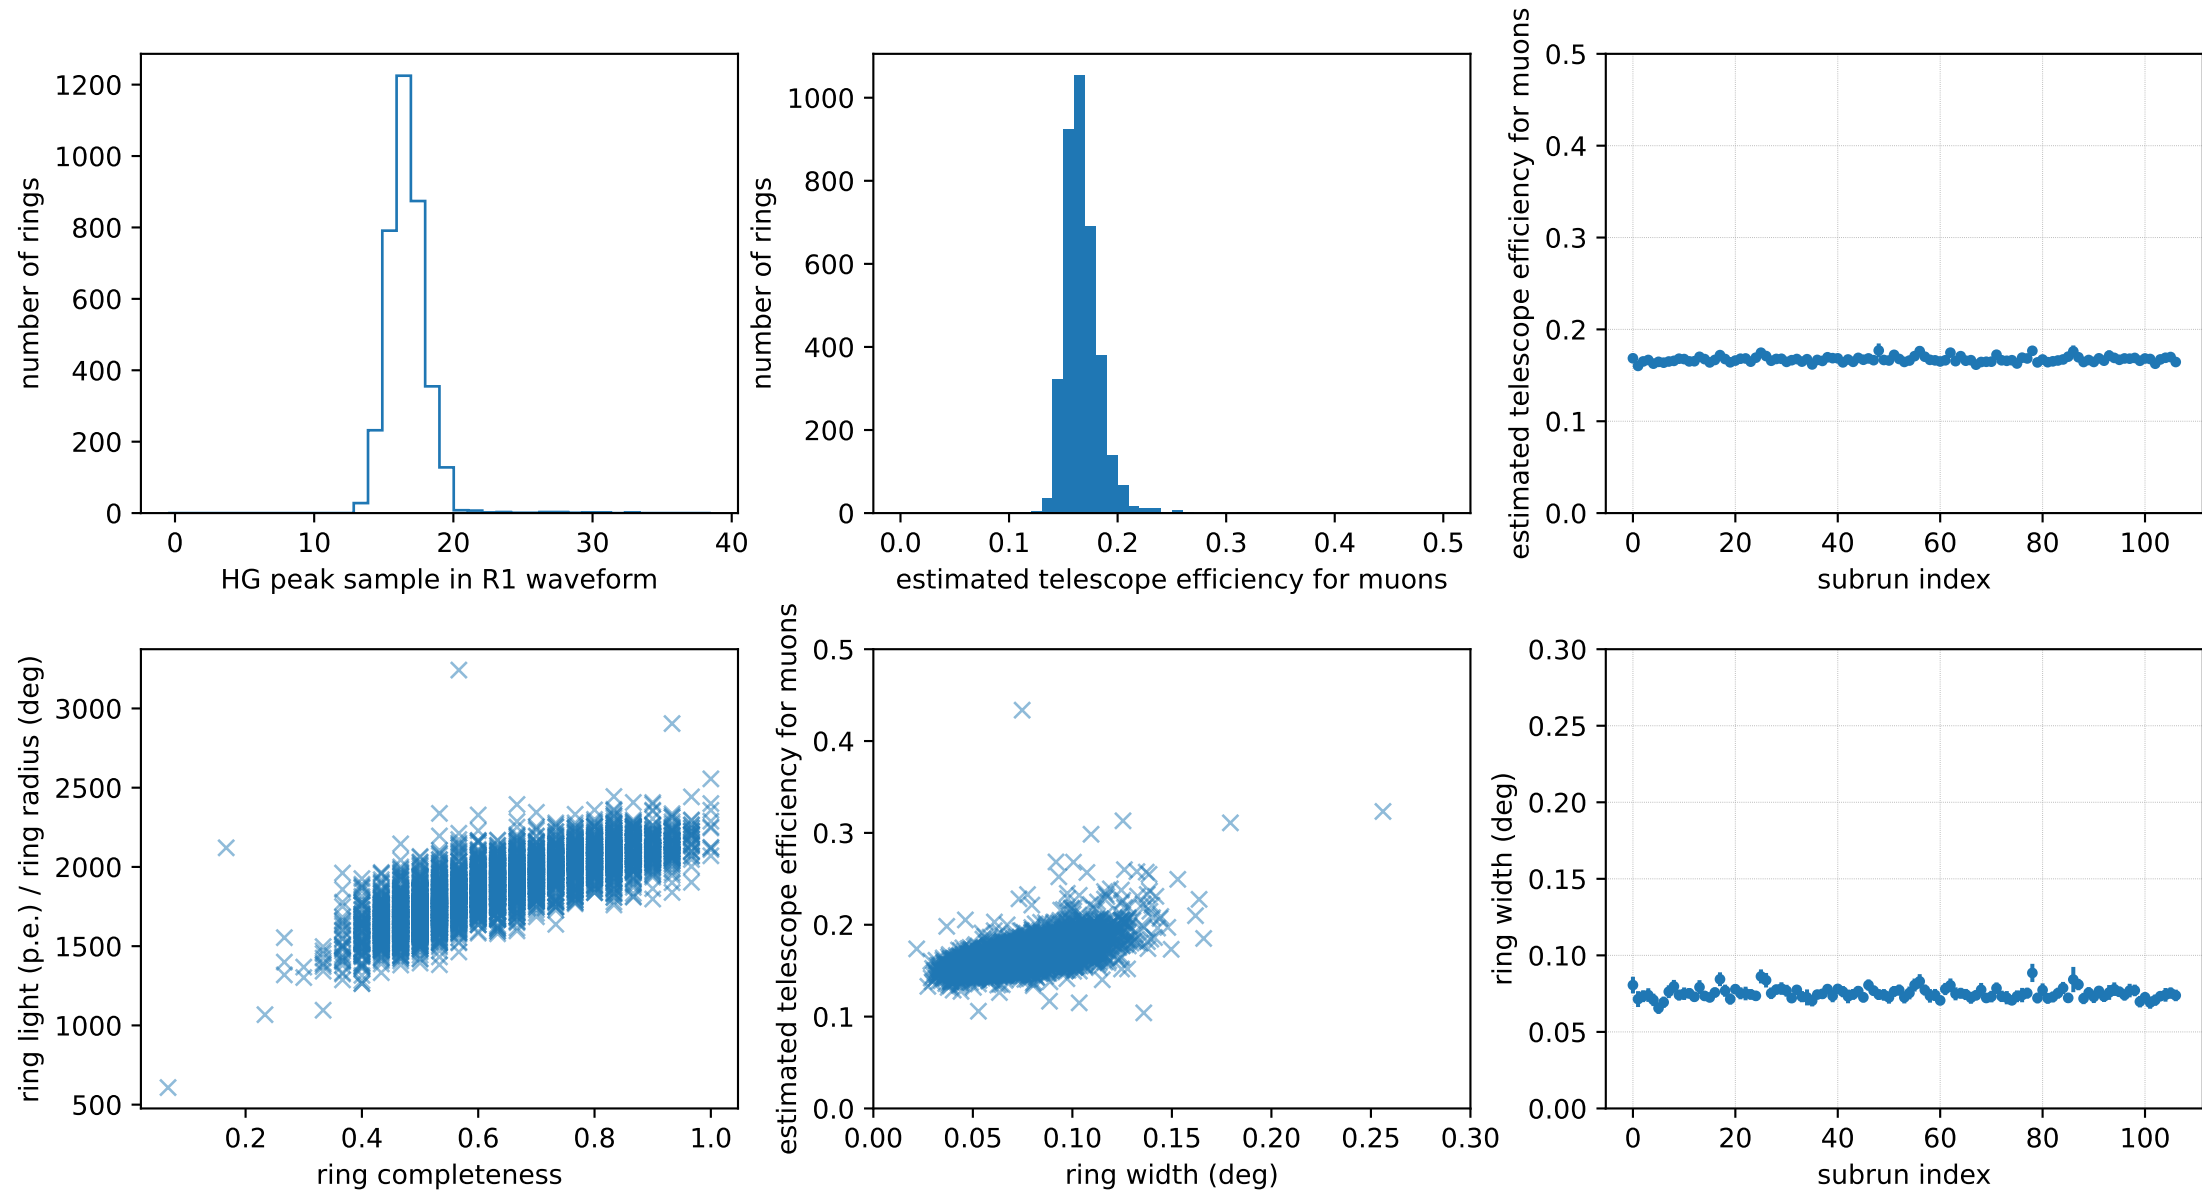 number of rings
1200
1000
800
600
400
200
0
0 10 20 30 40
HG peak sample in R1 waveform
number of rings
1000
800
600
400
200
0
0.0 0.1 0.2 0.3 0.4 0.5
estimated telescope efficiency for muons
estimated telescope efficiency for muons
0.5
0.4
0.3
0.2
0.1
0.0
0 20 40 60 80 100
subrun index
ring light (p.e.) / ring radius (deg)
3000
2500
2000
1500
1000
500
0.2 0.4 0.6 0.8 1.0
ring completeness
estimated telescope efficiency for muons
0.5
0.4
0.3
0.2
0.1
0.0
0.00 0.05 0.10 0.15 0.20 0.25 0.30
ring width (deg)
ring width (deg)
0.30
0.25
0.20
0.15
0.10
0.05
0.00
0 20 40 60 80 100
subrun index